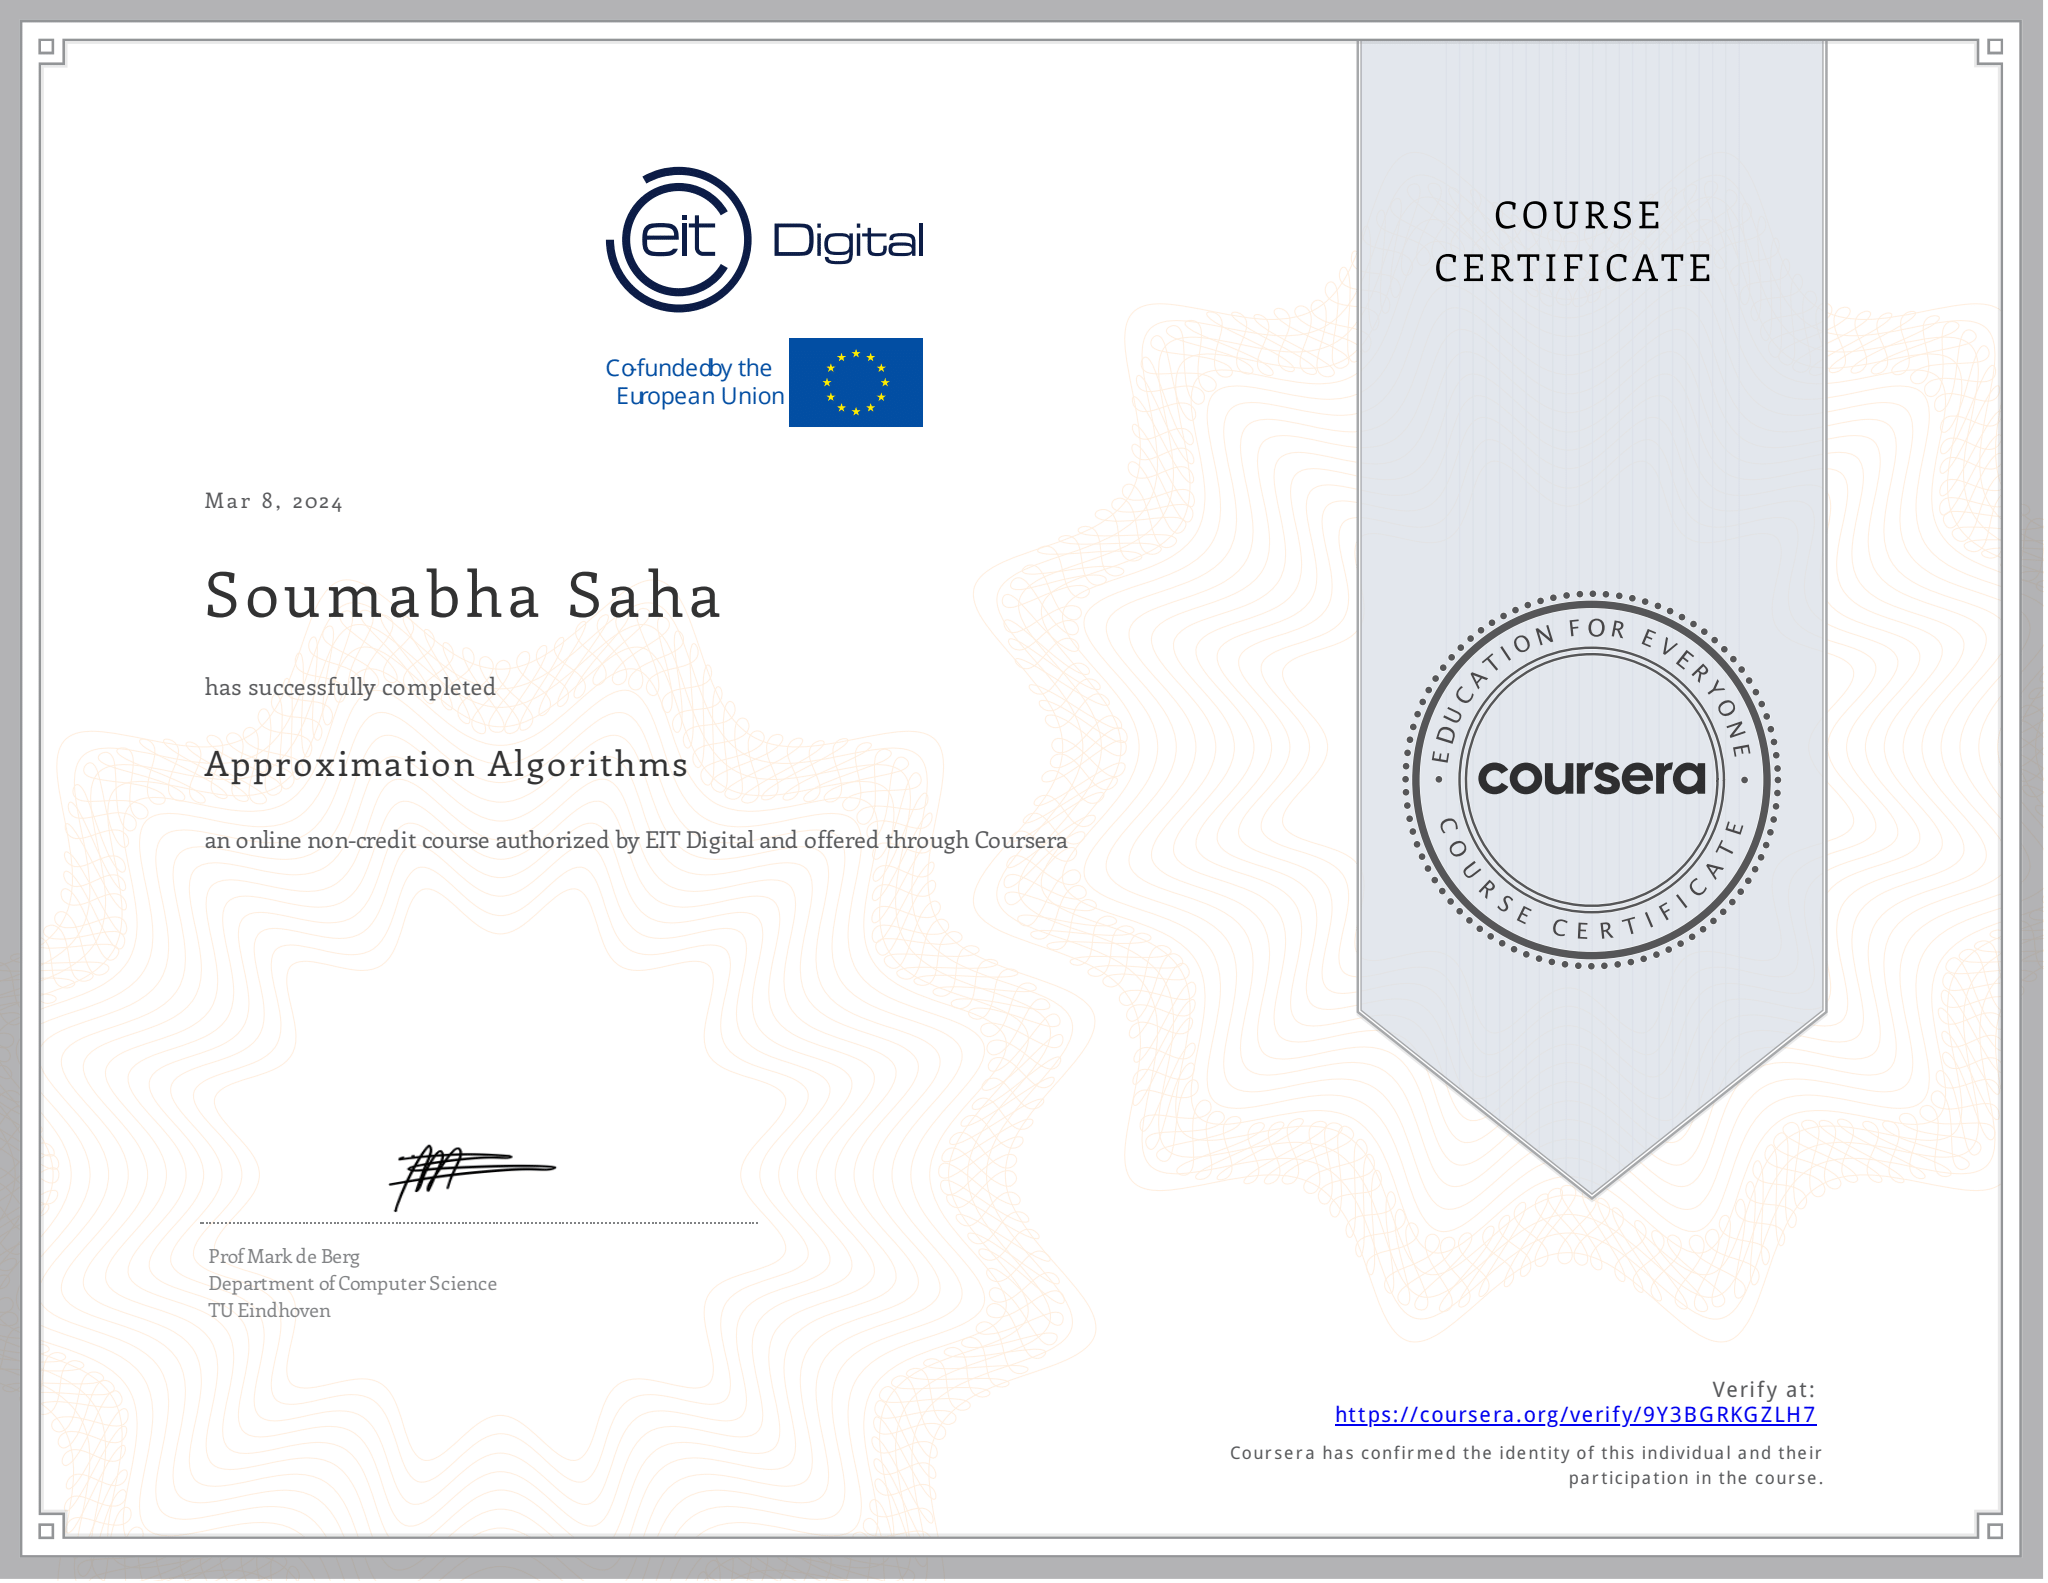 eit Digital
Co-funded by the
European Union
COURSE
CERTIFICATE
Mar 8, 2024
Soumabha Saha
has successfully completed
Approximation Algorithms
an online non-credit course authorized by EIT Digital and offered through Coursera
EDUCATION FOR EVERYONE
coursera
COURSE CERTIFICATE
Prof Mark de Berg
Department of Computer Science
TU Eindhoven
Verify at:
https://coursera.org/verify/9Y3BGRKGZLH7
Coursera has confirmed the identity of this individual and their
participation in the course.